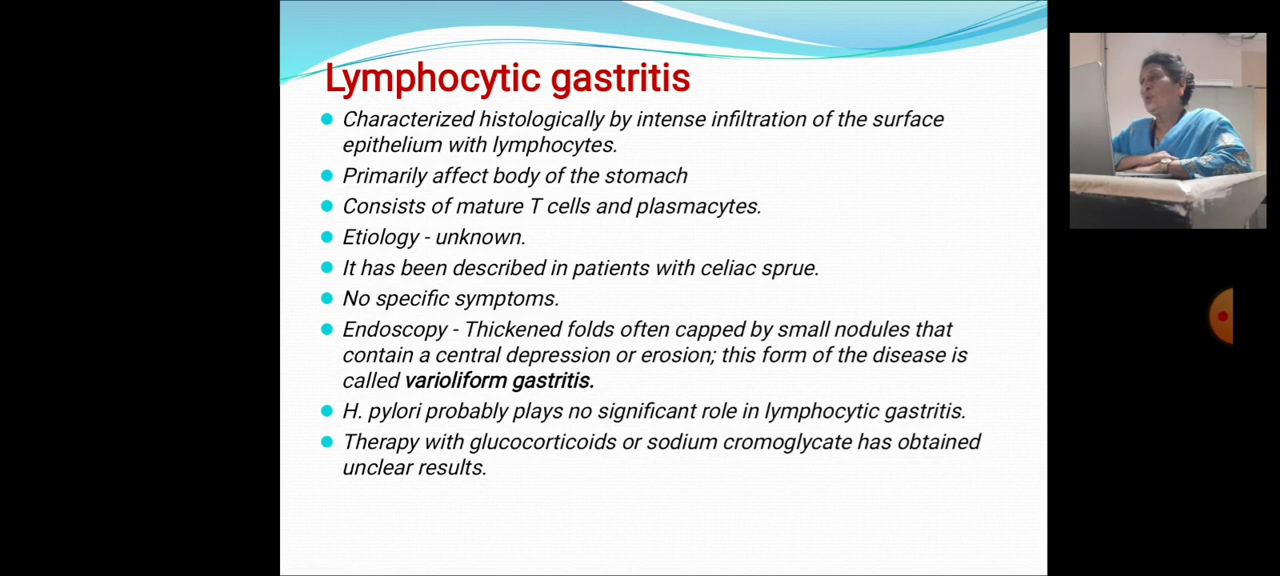 Lymphocytic gastritis
Characterized histologically by intense infiltration of the surface
epithelium with lymphocytes.
Primarily affect body of the stomach
Consists of mature T cells and plasmacytes.
Etiology - unknown.
It has been described in patients with celiac sprue.
No specific symptoms.
Endoscopy - Thickened folds often capped by small nodules that
contain a central depression or erosion; this form of the disease is
called varioliform gastritis.
H. pylori probably plays no significant role in lymphocytic gastritis.
Therapy with glucocorticoids or sodium cromoglycate has obtained
unclear results.